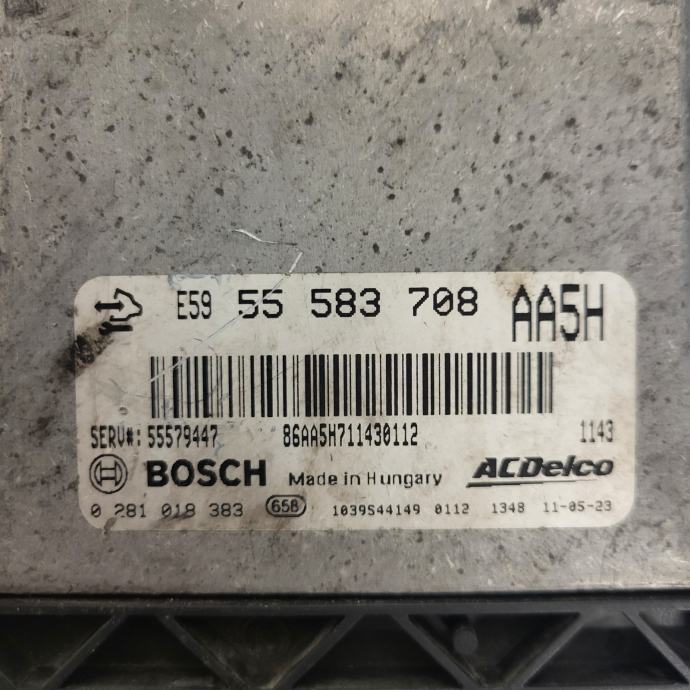 E59 55 583 708 AA5H
SERV#: 55579447 86AA5H711430112 1143
BOSCH Made in Hungary ACDelco
0 281 018 383 658 1039S44149 0112 1348 11-05-23